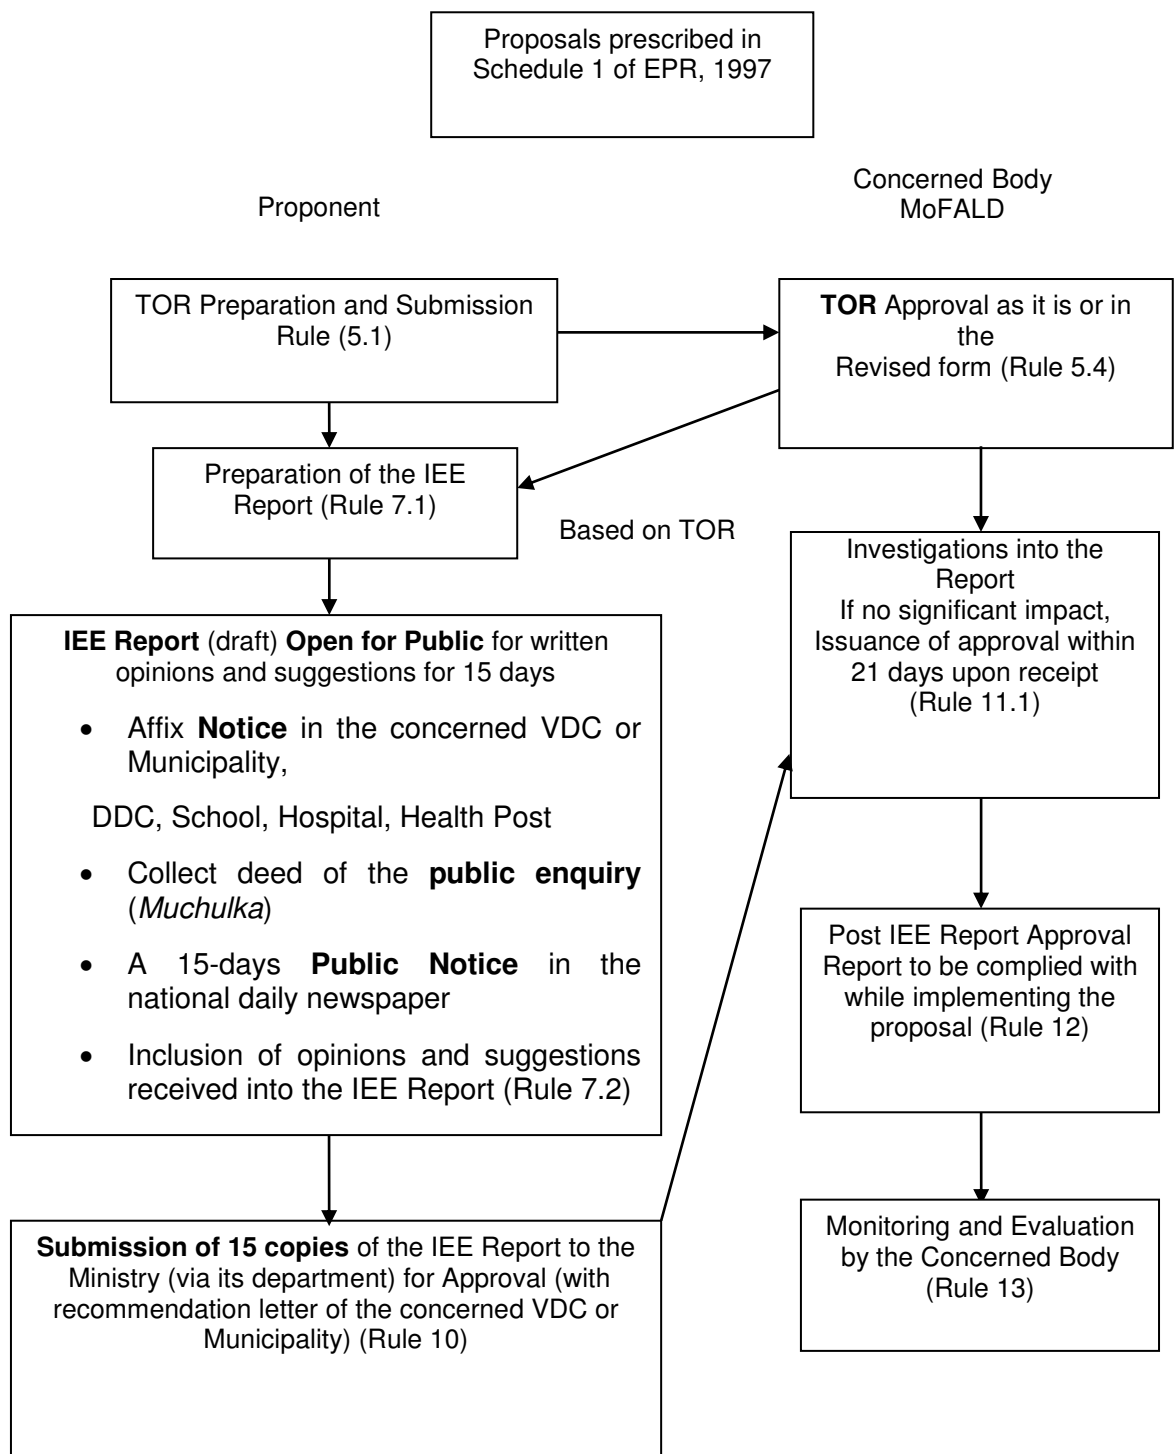 Proposals prescribed in
Schedule 1 of EPR, 1997
Proponent
Concerned Body
MoFALD
TOR Preparation and Submission
Rule (5.1)
TOR Approval as it is or in
the
Revised form (Rule 5.4)
Preparation of the IEE
Report (Rule 7.1)
Based on TOR
Investigations into the
Report
If no significant impact,
Issuance of approval within
21 days upon receipt
(Rule 11.1)
IEE Report (draft) Open for Public for written
opinions and suggestions for 15 days
• Affix Notice in the concerned VDC or
Municipality,
DDC, School, Hospital, Health Post
• Collect deed of the public enquiry
(Muchulka)
• A 15-days Public Notice in the
national daily newspaper
• Inclusion of opinions and suggestions
received into the IEE Report (Rule 7.2)
Post IEE Report Approval
Report to be complied with
while implementing the
proposal (Rule 12)
Submission of 15 copies of the IEE Report to the
Ministry (via its department) for Approval (with
recommendation letter of the concerned VDC or
Municipality) (Rule 10)
Monitoring and Evaluation
by the Concerned Body
(Rule 13)